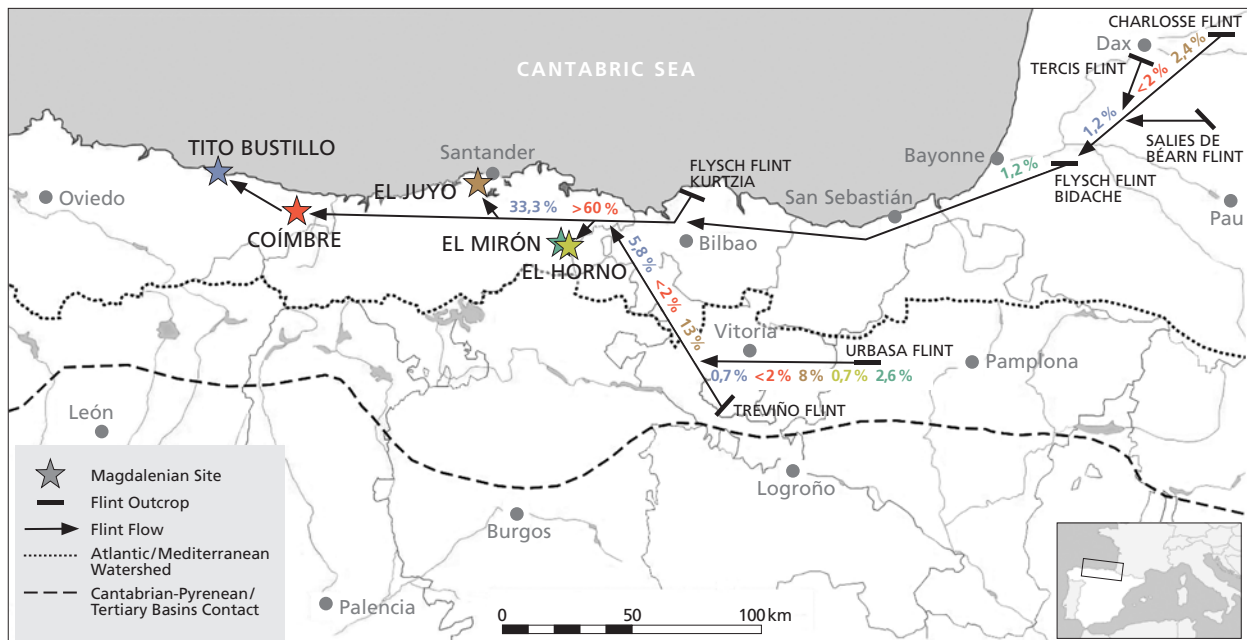 CHARLOSSE FLINT
Dax
2,4 %
TERCIS FLINT
<2 %
CANTABRIC SEA
1,2 %
SALIES DE
BÉARN FLINT
TITO BUSTILLO
Santander
FLYSCH FLINT
KURTZIA
Bayonne
1,2 %
FLYSCH FLINT
BIDACHE
Oviedo
EL JUYO
33,3 %
>60 %
San Sebastián
Pau
COÍMBRE
EL MIRÓN
Bilbao
EL HORNO
5,8 %
<2 %
13%
Vitoria
URBASA FLINT
Pamplona
0,7 %
<2 %
8 %
0,7 %
2,6 %
TREVIÑO FLINT
León
Logroño
Burgos
Palencia
Magdalenian Site
Flint Outcrop
Flint Flow
Atlantic/Mediterranean
Watershed
Cantabrian-Pyrenean/
Tertiary Basins Contact
0 50 100 km